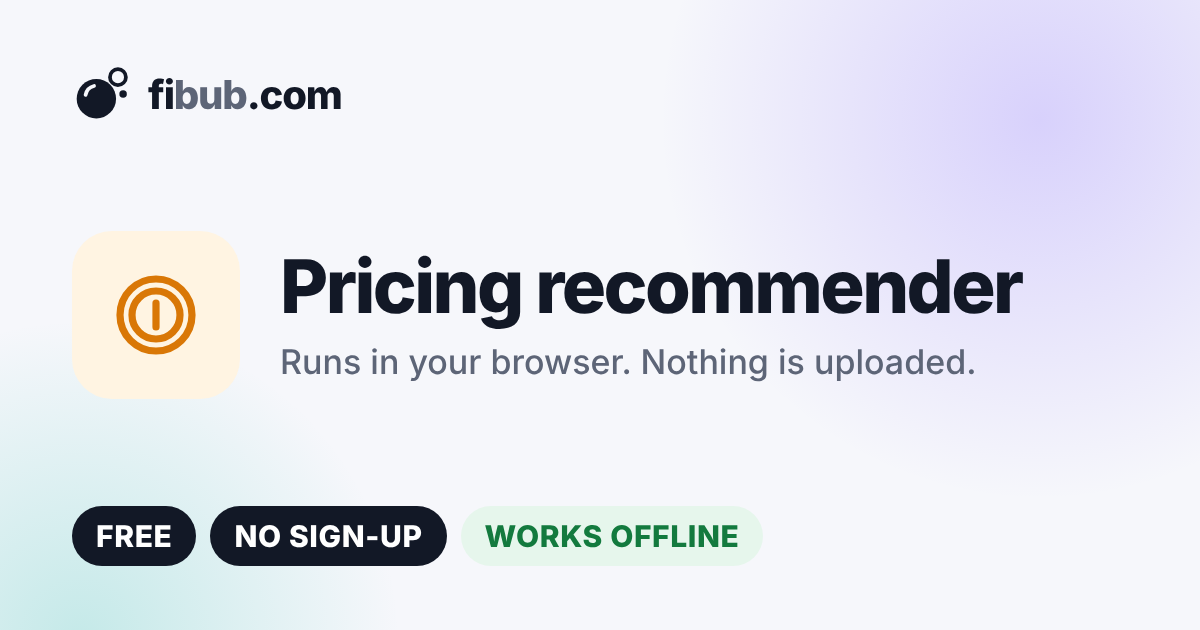 fibub.com
Pricing recommender
Runs in your browser. Nothing is uploaded.
FREE NO SIGN-UP WORKS OFFLINE